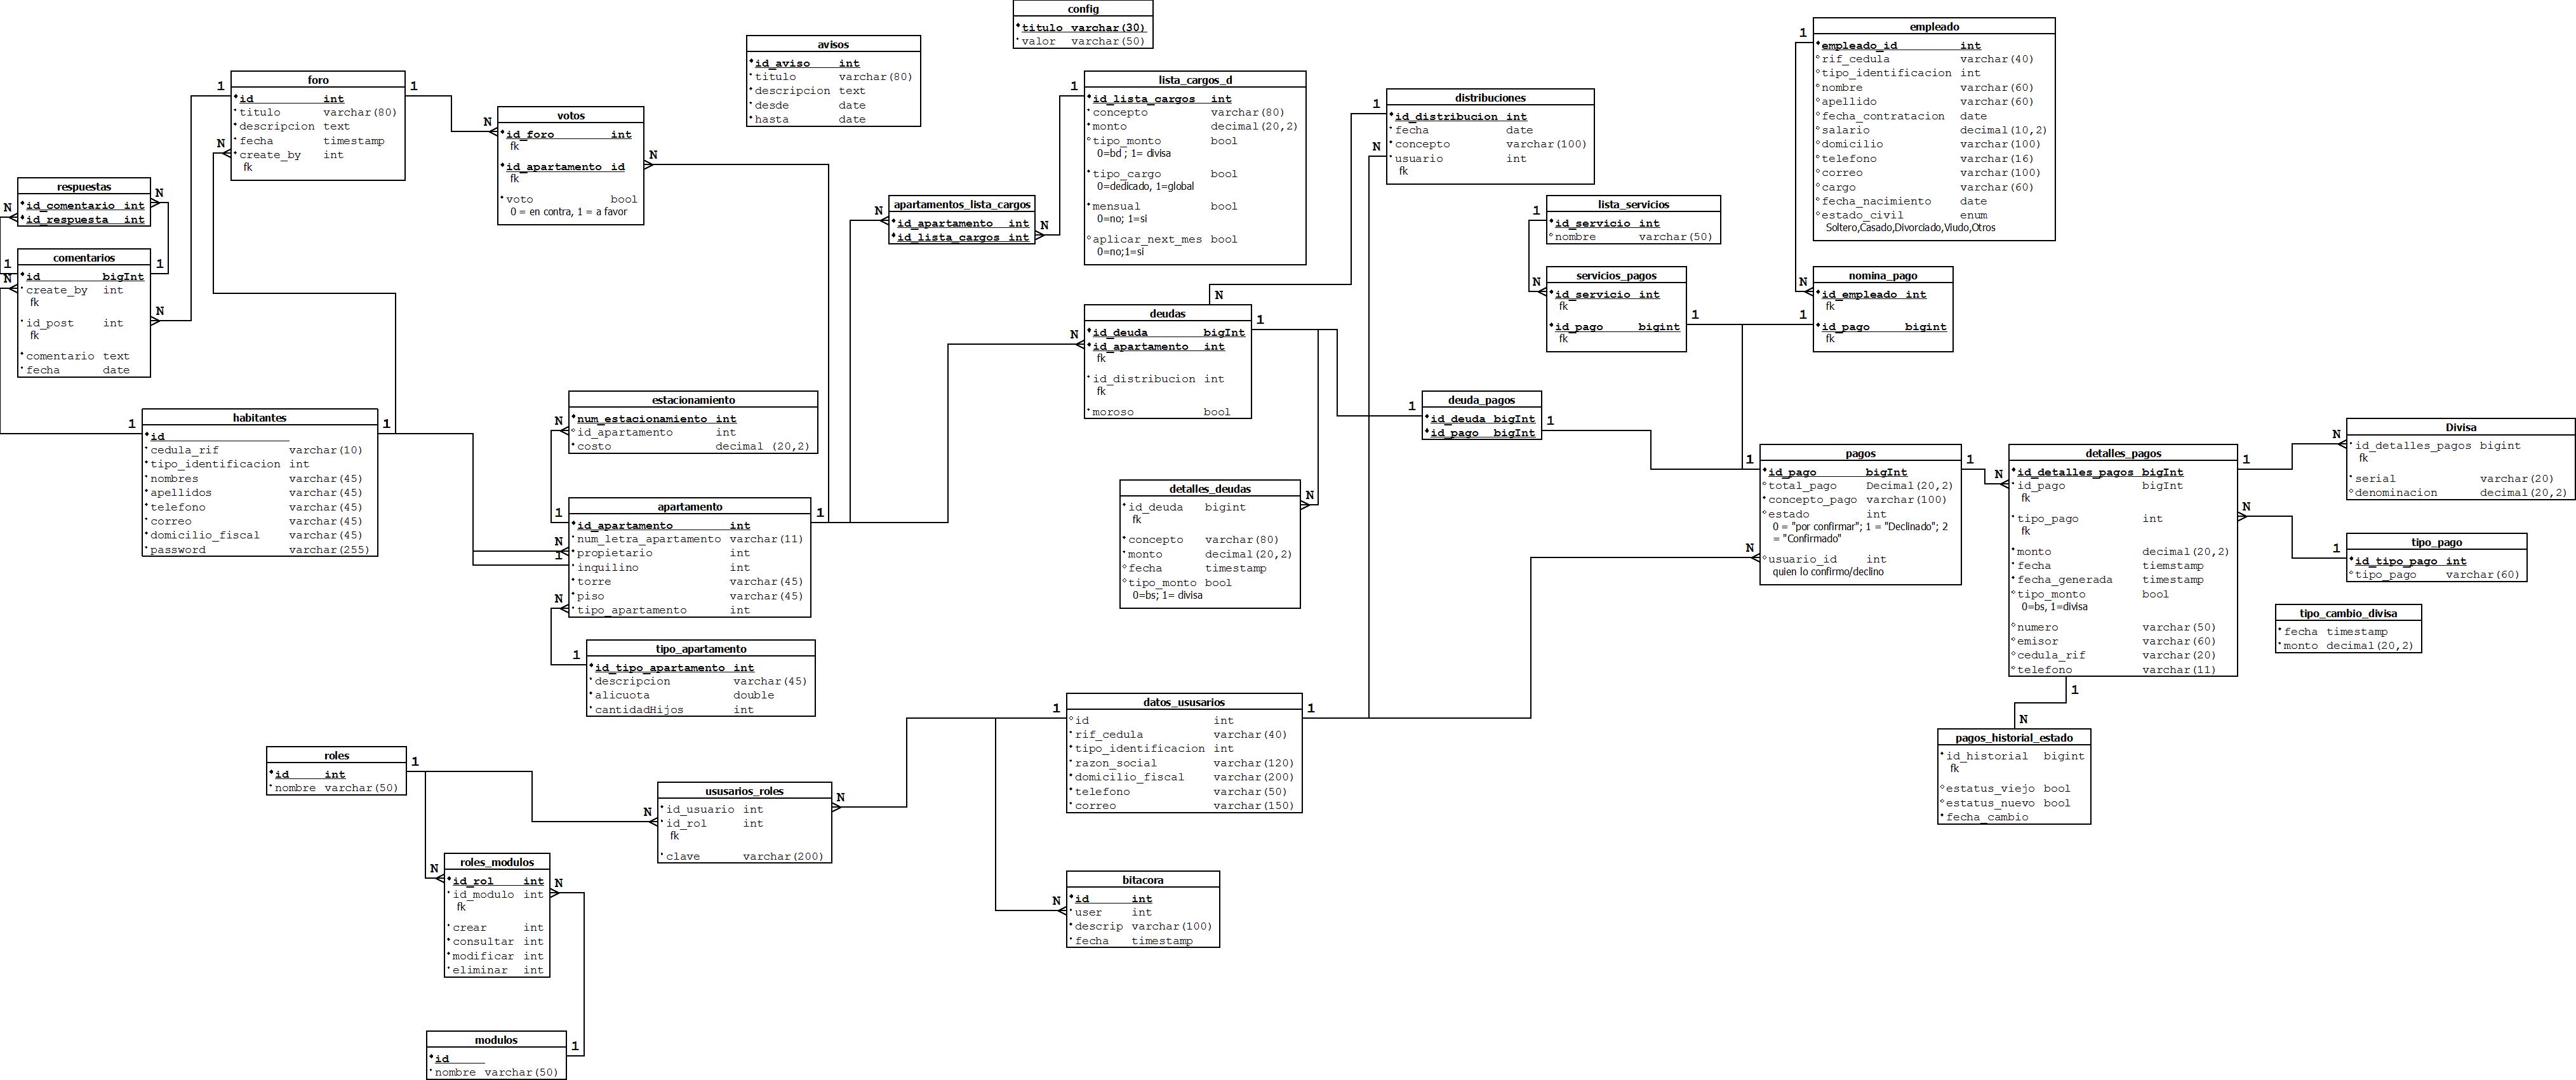 config
titulo varchar(30)
valor varchar(50)
avisos
id_aviso int
titulo varchar(80)
descripcion text
desde date
hasta date
empleado
empleado_id int
rif_cedula varchar(40)
tipo_identificacion int
nombre varchar(60)
apellido varchar(60)
fecha_contratacion date
salario decimal(10,2)
domicilio varchar(100)
telefono varchar(16)
correo varchar(100)
cargo varchar(60)
fecha_nacimiento date
estado_civil enum
Soltero,Casado,Divorciado,Viudo,Otros
1
N
foro
id int
titulo varchar(80)
descripcion text
fecha timestamp
create_by int
fk
1
1
N
votos
id_foro int
fk
id_apartamento id
fk
voto bool
0 = en contra, 1 = a favor
N
N
lista_cargos_d
id_lista_cargos int
concepto varchar(80)
monto decimal(20,2)
tipo_monto bool
0=bd ; 1= divisa
tipo_cargo bool
0=dedicado, 1=global
mensual bool
0=no; 1=si
aplicar_next_mes bool
0=no;1=si
1
distribuciones
id_distribucion int
fecha date
concepto varchar(100)
usuario int
fk
1
N
respuestas
id_comentario int
id_respuesta int
N
N
apartamentos_lista_cargos
id_apartamento int
id_lista_cargos int
N
N
lista_servicios
id_servicio int
nombre varchar(50)
1
comentarios
id bigInt
create_by int
fk
id_post int
fk
comentario text
fecha date
1
N
1
N
servicios_pagos
id_servicio int
fk
id_pago bigint
fk
N
1
nomina_pago
id_empleado int
fk
id_pago bigint
fk
1
deudas
id_deuda bigInt
id_apartamento int
fk
id_distribucion int
fk
moroso bool
N
N
1
estacionamiento
num_estacionamiento int
id_apartamento int
costo decimal (20,2)
N
deuda_pagos
id_deuda bigInt
id_pago bigInt
1
1
habitantes
id
cedula_rif varchar(10)
tipo_identificacion int
nombres varchar(45)
apellidos varchar(45)
telefono varchar(45)
correo varchar(45)
domicilio_fiscal varchar(45)
password varchar(255)
1
1
Divisa
id_detalles_pagos bigint
fk
serial varchar(20)
denominacion decimal(20,2)
N
pagos
id_pago bigInt
total_pago Decimal(20,2)
concepto_pago varchar(100)
estado int
0 = "por confirmar"; 1 = "Declinado"; 2
= "Confirmado"
usuario_id int
quien lo confirmo/declino
1
1
N
detalles_pagos
id_detalles_pagos bigInt
id_pago bigInt
fk
tipo_pago int
fk
monto decimal(20,2)
fecha tiemstamp
fecha_generada timestamp
tipo_monto bool
0=bs, 1=divisa
numero varchar(50)
emisor varchar(60)
cedula_rif varchar(20)
telefono varchar(11)
N
1
N
1
detalles_deudas
id_deuda bigint
fk
concepto varchar(80)
monto decimal(20,2)
fecha timestamp
tipo_monto bool
0=bs; 1= divisa
N
apartamento
id_apartamento int
num_letra_apartamento varchar(11)
propietario int
inquilino int
torre varchar(45)
piso varchar(45)
tipo_apartamento int
1
N
1
N
1
tipo_pago
id_tipo_pago int
tipo_pago varchar(60)
1
tipo_cambio_divisa
fecha timestamp
monto decimal(20,2)
tipo_apartamento
id_tipo_apartamento int
descripcion varchar(45)
alicuota double
cantidadHijos int
1
datos_ususarios
id int
rif_cedula varchar(40)
tipo_identificacion int
razon_social varchar(120)
domicilio_fiscal varchar(200)
telefono varchar(50)
correo varchar(150)
1
1
pagos_historial_estado
id_historial bigint
fk
estatus_viejo bool
estatus_nuevo bool
fecha_cambio
N
roles
id int
nombre varchar(50)
1
ususarios_roles
id_usuario int
id_rol int
fk
clave varchar(200)
N
N
roles_modulos
id_rol int
id_modulo int
fk
crear int
consultar int
modificar int
eliminar int
N
N
bitacora
id int
user int
descrip varchar(100)
fecha timestamp
N
modulos
id
nombre varchar(50)
1